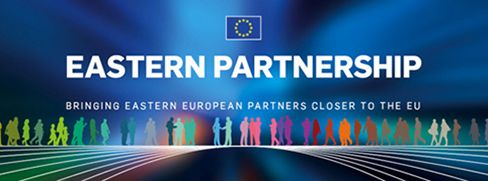 EASTERN PARTNERSHIP
BRINGING EASTERN EUROPEAN PARTNERS CLOSER TO THE EU